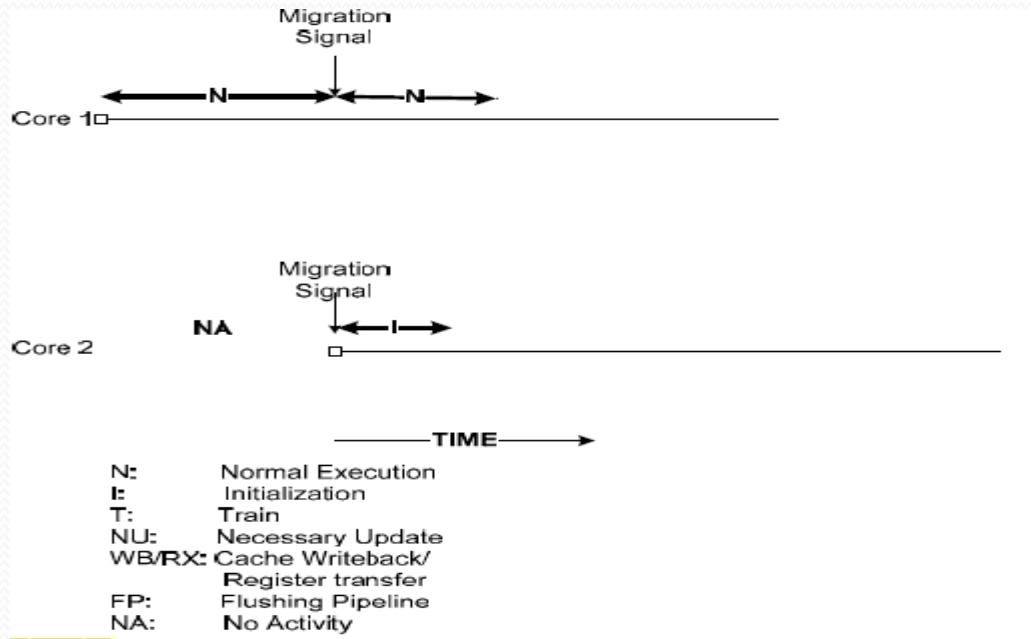 Migration
Signal
N
N
Core 1
Migration
Signal
NA
I
Core 2
TIME
N: Normal Execution
I: Initialization
T: Train
NU: Necessary Update
WB/RX: Cache Writeback/
Register transfer
FP: Flushing Pipeline
NA: No Activity